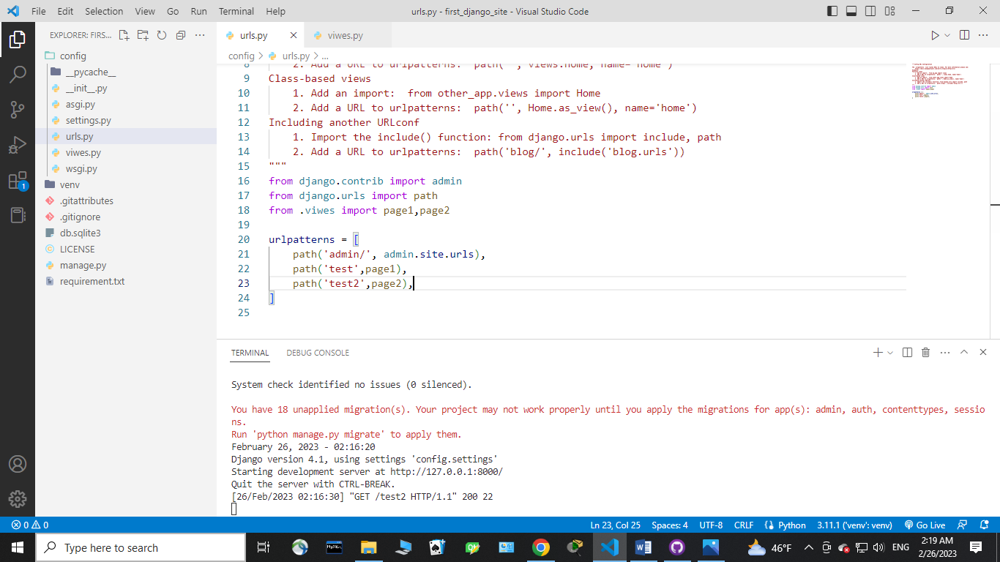 File Edit Selection View Go Run Terminal Help urls.py - first_django_site - Visual Studio Code
EXPLORER: FIRS...
config
__pycache__
__init__.py
asgi.py
settings.py
urls.py
viwes.py
wsgi.py
venv
.gitattributes
.gitignore
db.sqlite3
LICENSE
manage.py
requirement.txt
1
urls.py viwes.py
config > urls.py > ...
8 2. Add a URL to urlpatterns: path('', views.home, name='home')
9 Class-based views
10 1. Add an import: from other_app.views import Home
11 2. Add a URL to urlpatterns: path('', Home.as_view(), name='home')
12 Including another URLconf
13 1. Import the include() function: from django.urls import include, path
14 2. Add a URL to urlpatterns: path('blog/', include('blog.urls'))
15 """
16 from django.contrib import admin
17 from django.urls import path
18 from .viwes import page1,page2
19
20 urlpatterns = [
21 path('admin/', admin.site.urls),
22 path('test',page1),
23 path('test2',page2),
24 ]
25
TERMINAL DEBUG CONSOLE
System check identified no issues (0 silenced).
You have 18 unapplied migration(s). Your project may not work properly until you apply the migrations for app(s): admin, auth, contenttypes, sessio
ns.
Run 'python manage.py migrate' to apply them.
February 26, 2023 - 02:16:20
Django version 4.1, using settings 'config.settings'
Starting development server at http://127.0.0.1:8000/
Quit the server with CTRL-BREAK.
[26/Feb/2023 02:16:30] "GET /test2 HTTP/1.1" 200 22
0 0 Ln 23, Col 25 Spaces: 4 UTF-8 CRLF Python 3.11.1 ('venv': venv) Go Live
Type here to search 46°F ENG 2:19 AM
2/26/2023